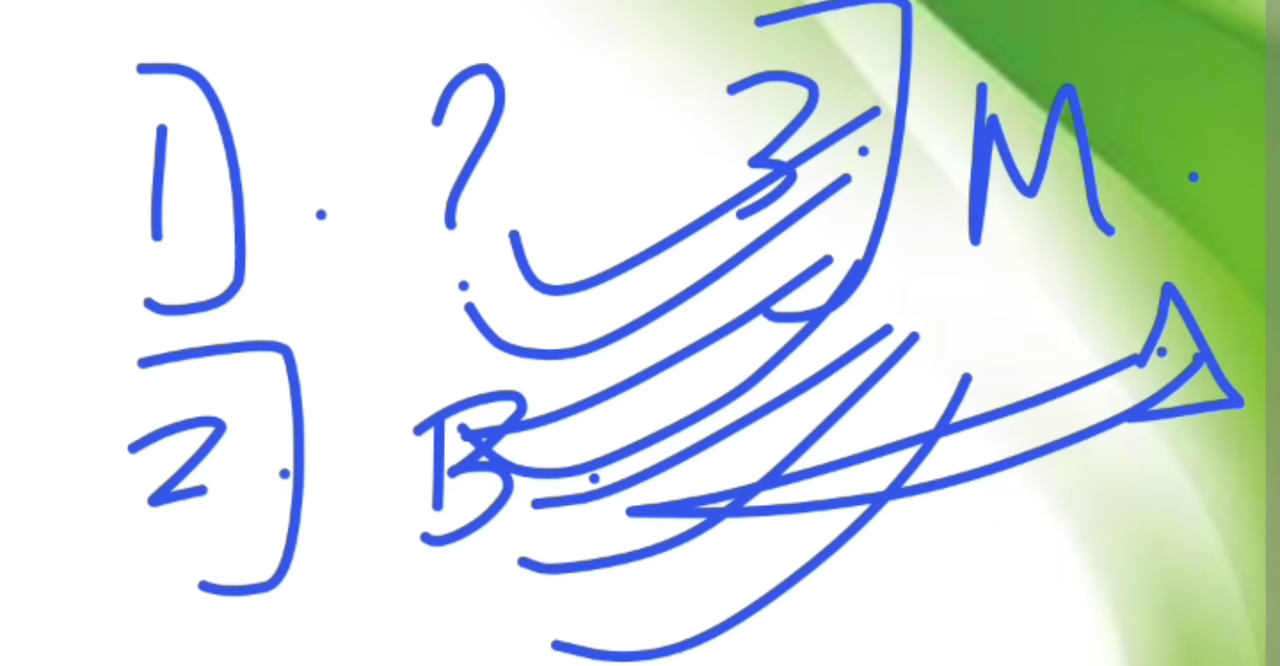 1] . ? 3] M .
2] . B